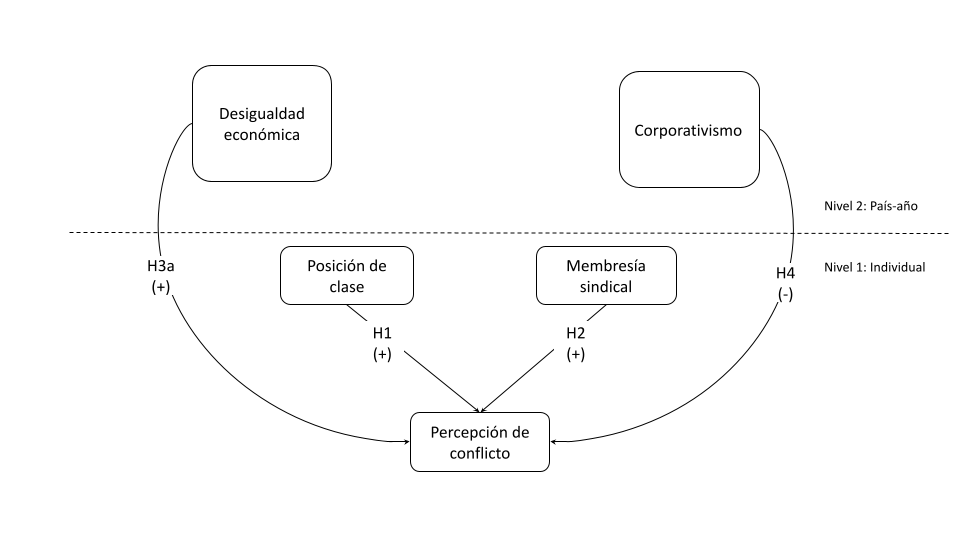 Desigualdad
económica
Corporativismo
Nivel 2: País-año
Nivel 1: Individual
H3a
(+)
Posición de
clase
Membresía
sindical
H4
(-)
H1
(+)
H2
(+)
Percepción de
conflicto